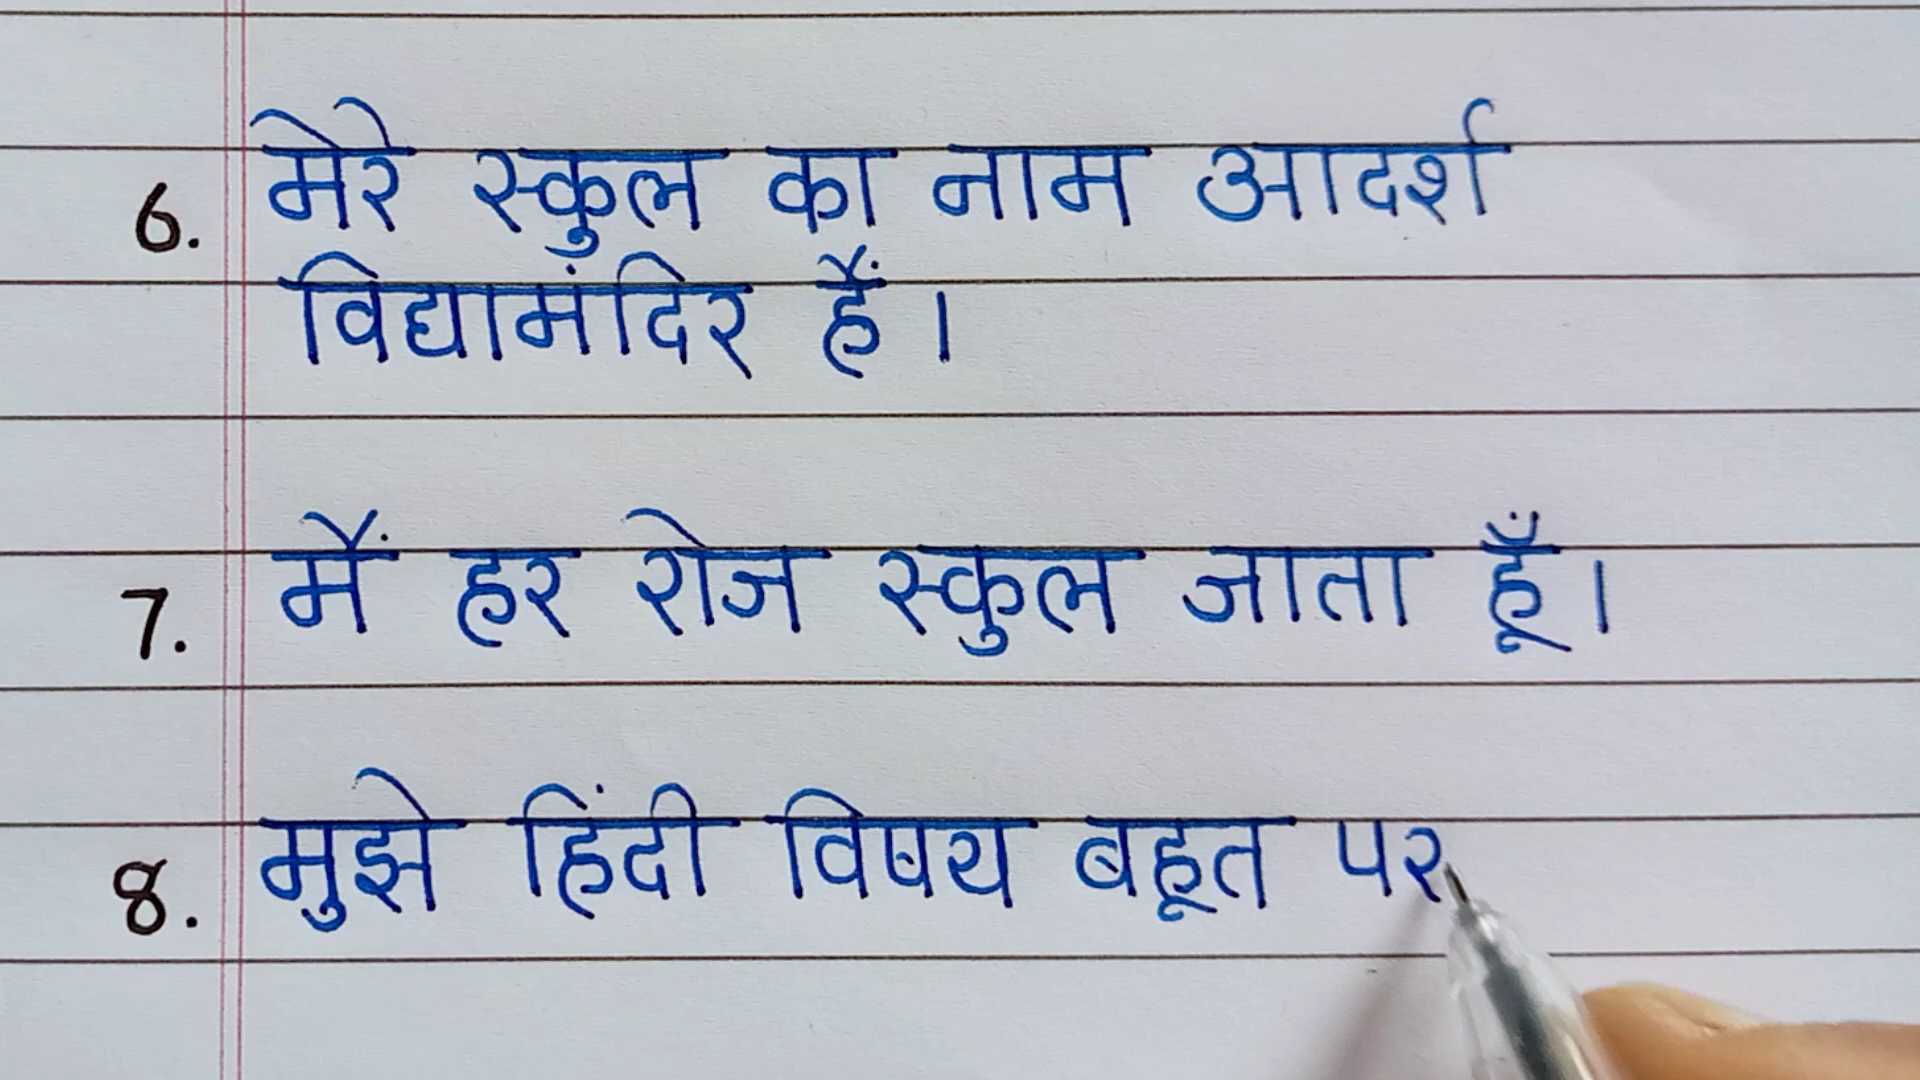 6. मेरे स्कुल का नाम आदर्श
विद्यामंदिर हैं।
7. मैं हर रोज स्कुल जाता हूँ।
8. मुझे हिंदी विषय बहूत पर